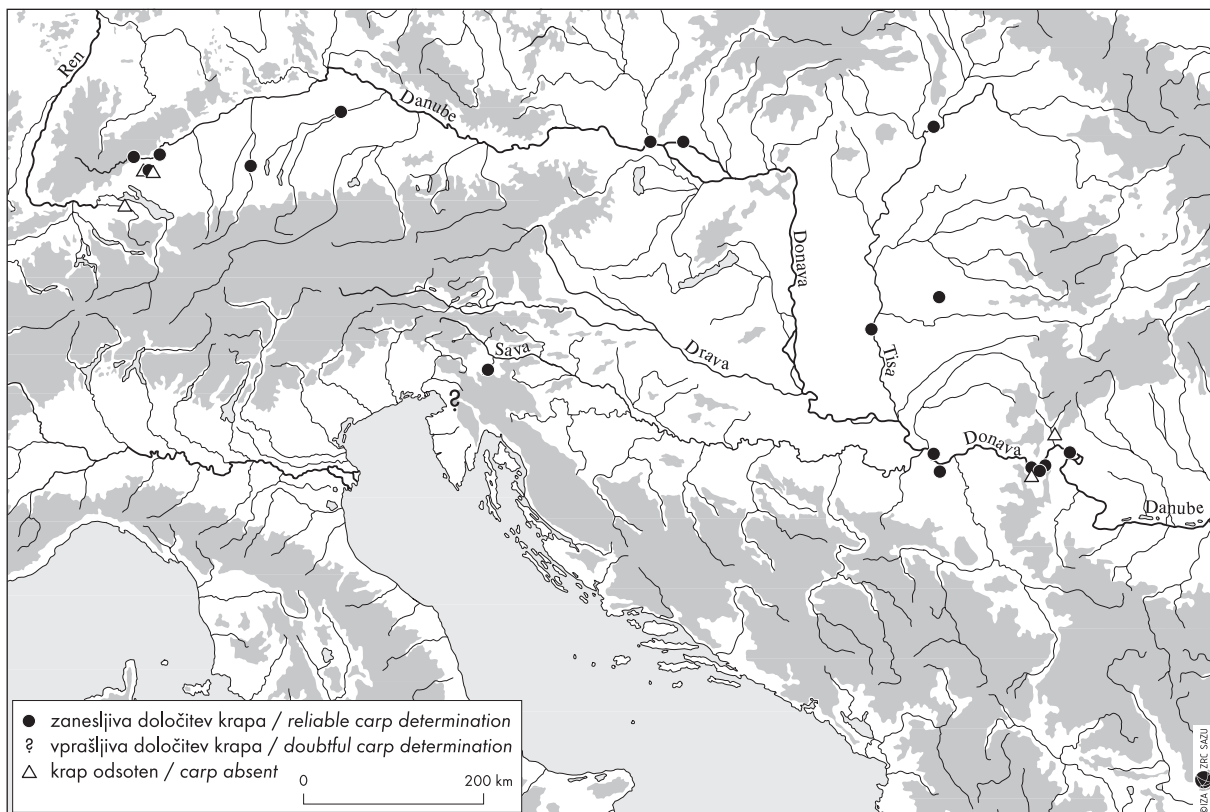 Ren
Danube
Donava
Drava
Sava
Tisa
Donava
Danube
● zanesljiva določitev krapa / reliable carp determination
? vprašljiva določitev krapa / doubtful carp determination
△ krap odsoten / carp absent
0 200 km
©IZA ZRC SAZU